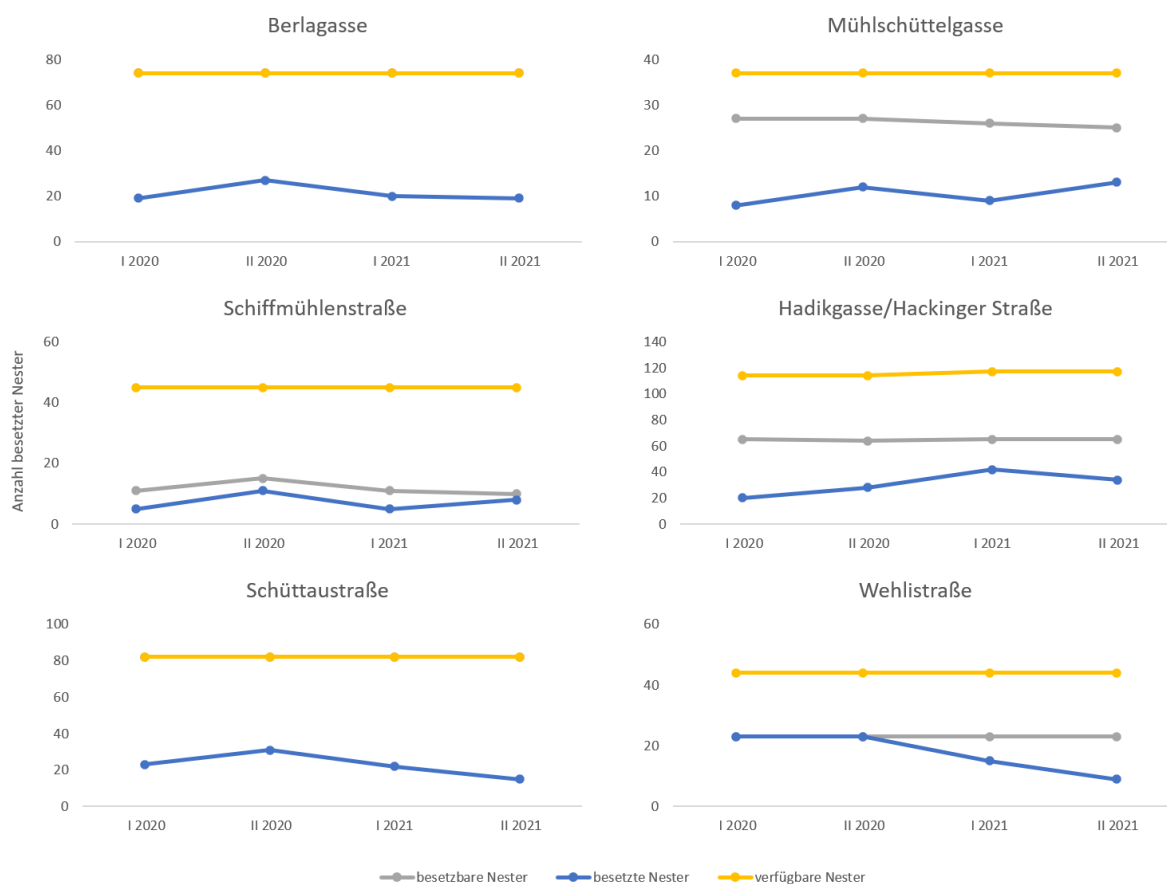 Berlagasse
80
60
40
20
0
I 2020 II 2020 I 2021 II 2021
Mühlschüttelgasse
40
30
20
10
0
I 2020 II 2020 I 2021 II 2021
Anzahl besetzter Nester
Schiffmühlenstraße
60
40
20
0
I 2020 II 2020 I 2021 II 2021
Hadikgasse/Hackinger Straße
140
120
100
80
60
40
20
0
I 2020 II 2020 I 2021 II 2021
Schüttaustraße
100
80
60
40
20
0
I 2020 II 2020 I 2021 II 2021
Wehlistraße
60
40
20
0
I 2020 II 2020 I 2021 II 2021
besetzbare Nester besetzte Nester verfügbare Nester